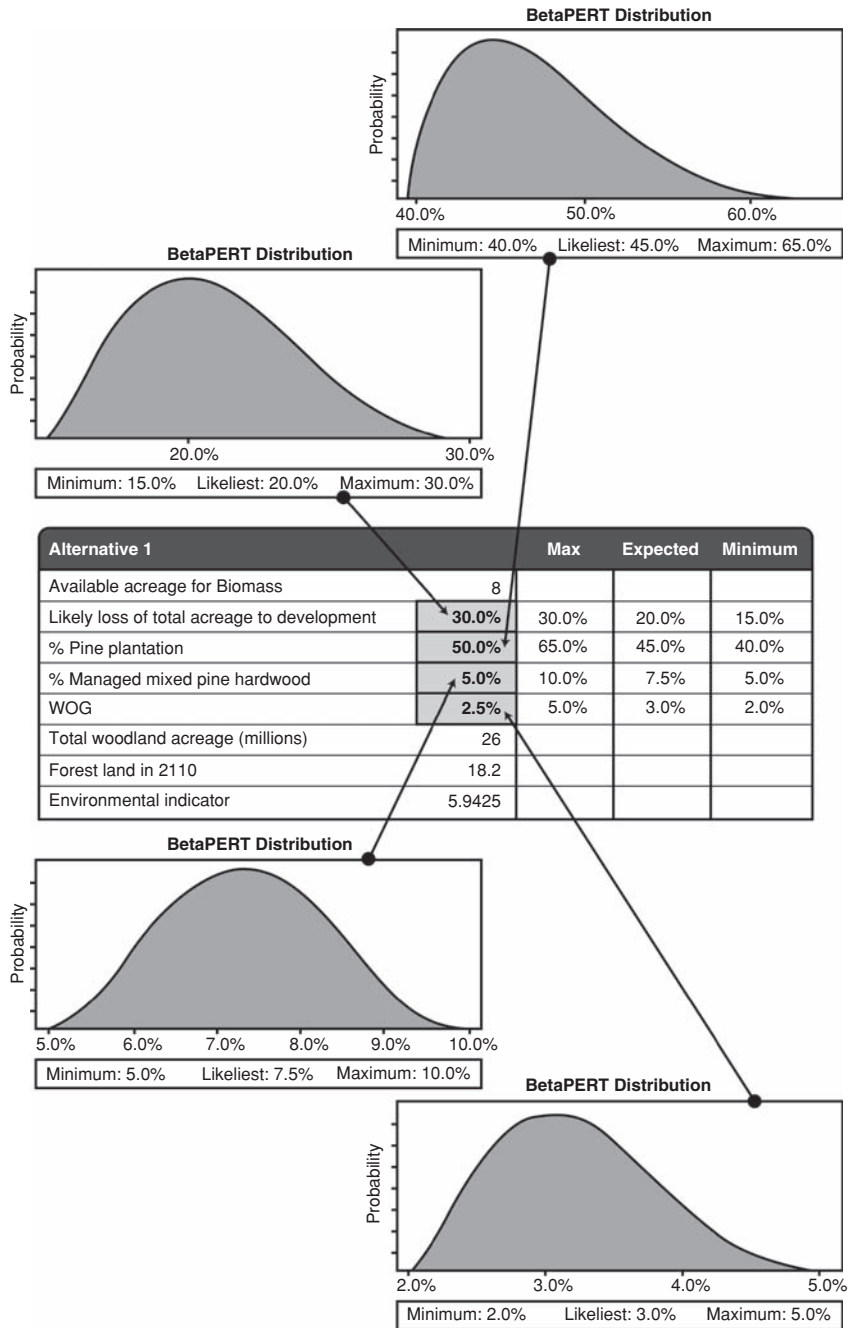 BetaPERT Distribution
Probability
40.0% 50.0% 60.0%
Minimum: 40.0% Likeliest: 45.0% Maximum: 65.0%
BetaPERT Distribution
Probability
20.0% 30.0%
Minimum: 15.0% Likeliest: 20.0% Maximum: 30.0%
Alternative 1 Max Expected Minimum
Available acreage for Biomass 8
Likely loss of total acreage to development 30.0% 30.0% 20.0% 15.0%
% Pine plantation 50.0% 65.0% 45.0% 40.0%
% Managed mixed pine hardwood 5.0% 10.0% 7.5% 5.0%
WOG 2.5% 5.0% 3.0% 2.0%
Total woodland acreage (millions) 26
Forest land in 2110 18.2
Environmental indicator 5.9425
BetaPERT Distribution
Probability
5.0% 6.0% 7.0% 8.0% 9.0% 10.0%
Minimum: 5.0% Likeliest: 7.5% Maximum: 10.0%
BetaPERT Distribution
Probability
2.0% 3.0% 4.0% 5.0%
Minimum: 2.0% Likeliest: 3.0% Maximum: 5.0%